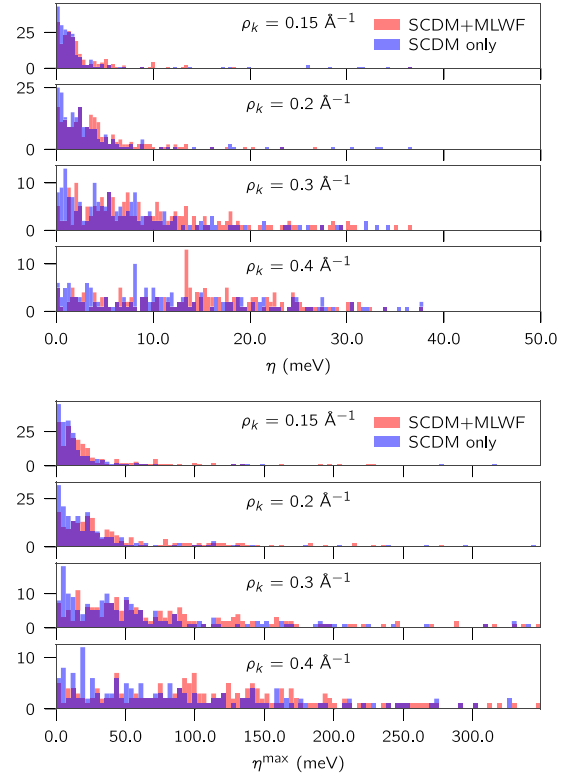 ρk = 0.15 Å−1
SCDM+MLWF
SCDM only
25
0
ρk = 0.2 Å−1
25
0
ρk = 0.3 Å−1
10
0
ρk = 0.4 Å−1
10
0
0.0 10.0 20.0 30.0 40.0 50.0
η (meV)
ρk = 0.15 Å−1
SCDM+MLWF
SCDM only
25
0
ρk = 0.2 Å−1
25
0
ρk = 0.3 Å−1
10
0
ρk = 0.4 Å−1
10
0
0.0 50.0 100.0 150.0 200.0 250.0 300.0
ηmax (meV)